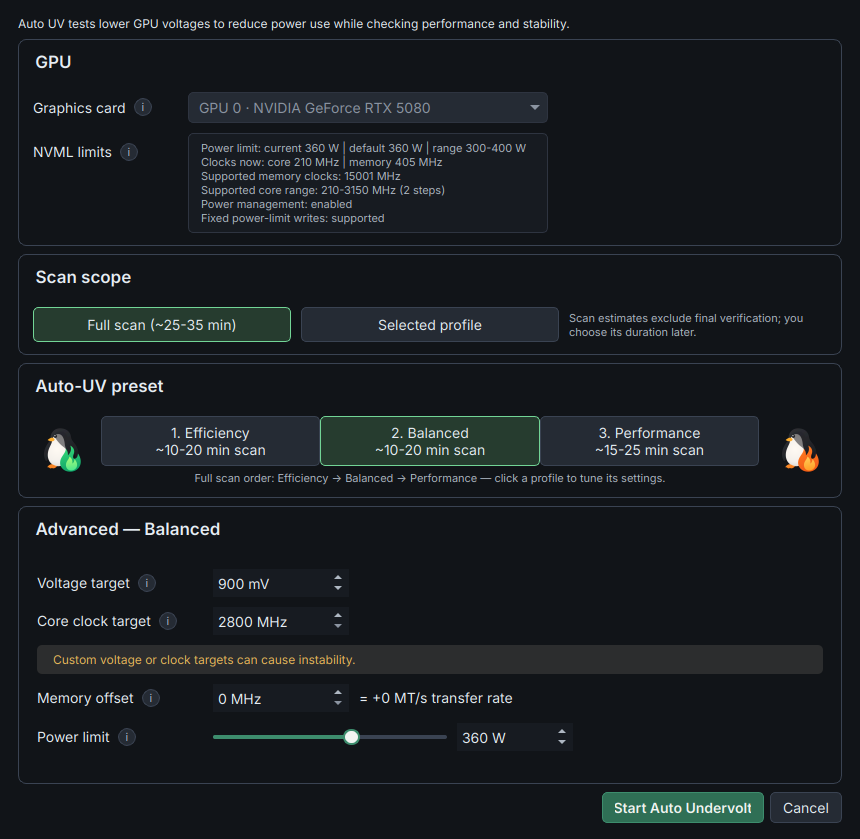 Auto UV tests lower GPU voltages to reduce power use while checking performance and stability.
GPU
Graphics card i
GPU 0 · NVIDIA GeForce RTX 5080
NVML limits i
Power limit: current 360 W | default 360 W | range 300-400 W
Clocks now: core 210 MHz | memory 405 MHz
Supported memory clocks: 15001 MHz
Supported core range: 210-3150 MHz (2 steps)
Power management: enabled
Fixed power-limit writes: supported
Scan scope
Full scan (~25-35 min)
Selected profile
Scan estimates exclude final verification; you
choose its duration later.
Auto-UV preset
1. Efficiency
~10-20 min scan
2. Balanced
~10-20 min scan
3. Performance
~15-25 min scan
Full scan order: Efficiency → Balanced → Performance — click a profile to tune its settings.
Advanced — Balanced
Voltage target i
900 mV
Core clock target i
2800 MHz
Custom voltage or clock targets can cause instability.
Memory offset i
0 MHz
= +0 MT/s transfer rate
Power limit i
360 W
Start Auto Undervolt
Cancel